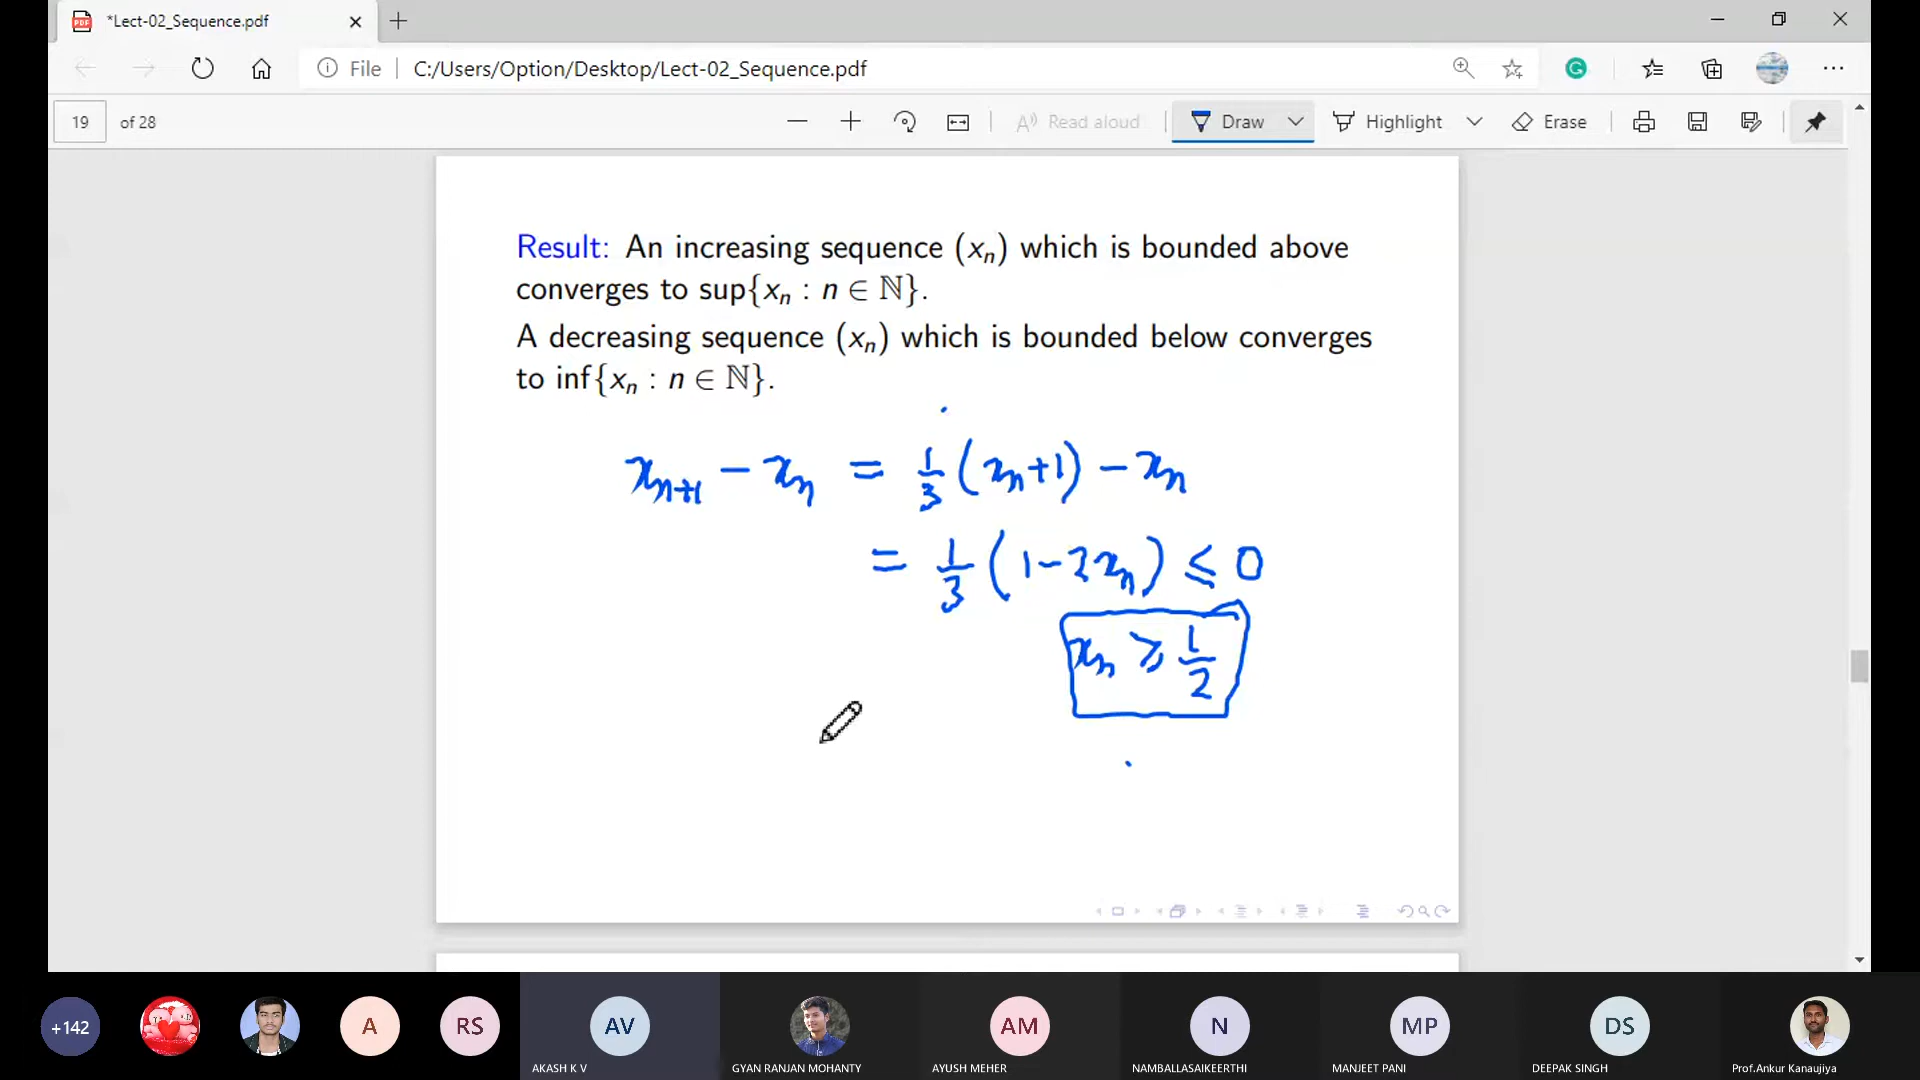 *Lect-02_Sequence.pdf
File C:/Users/Option/Desktop/Lect-02_Sequence.pdf
19 of 28 Read aloud Draw Highlight Erase
Result: An increasing sequence (xₙ) which is bounded above
converges to sup{xₙ : n ∈ ℕ}.
A decreasing sequence (xₙ) which is bounded below converges
to inf{xₙ : n ∈ ℕ}.
xₙ₊₁ − xₙ = 1/3 (xₙ+1) − xₙ
= 1/3 (1−2xₙ) ⩽ 0
xₙ ⩾ 1/2
+142 A RS AV AM N MP DS
AKASH K V GYAN RANJAN MOHANTY AYUSH MEHER NAMBALLASAIKEERTHI MANJEET PANI DEEPAK SINGH Prof.Ankur Kanaujiya